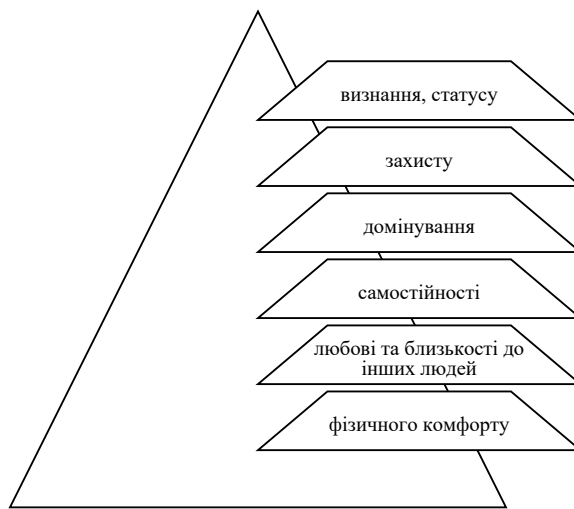 визнання, статусу
захисту
домінування
самостійності
любові та близькості до
інших людей
фізичного комфорту